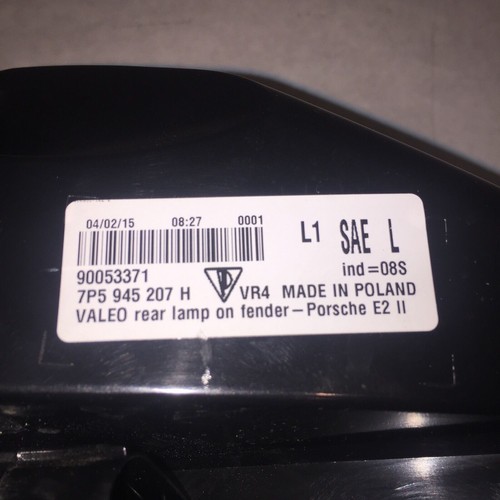 04/02/15 08:27 0001
L1 SAE L
90053371 ind=08S
7P5 945 207 H VR4 MADE IN POLAND
VALEO rear lamp on fender-Porsche E2 II